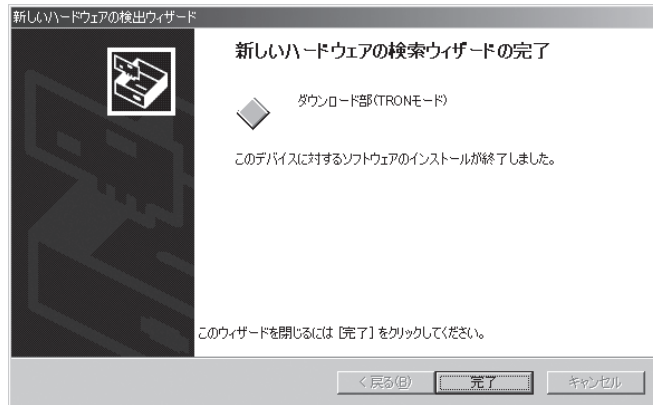 新しいハードウェアの検出ウィザード
新しいハードウェアの検索ウィザードの完了
ダウンロード部(TRONモード)
このデバイスに対するソフトウェアのインストールが終了しました。
このウィザードを閉じるには [完了] をクリックしてください。
< 戻る(B)
完了
キャンセル